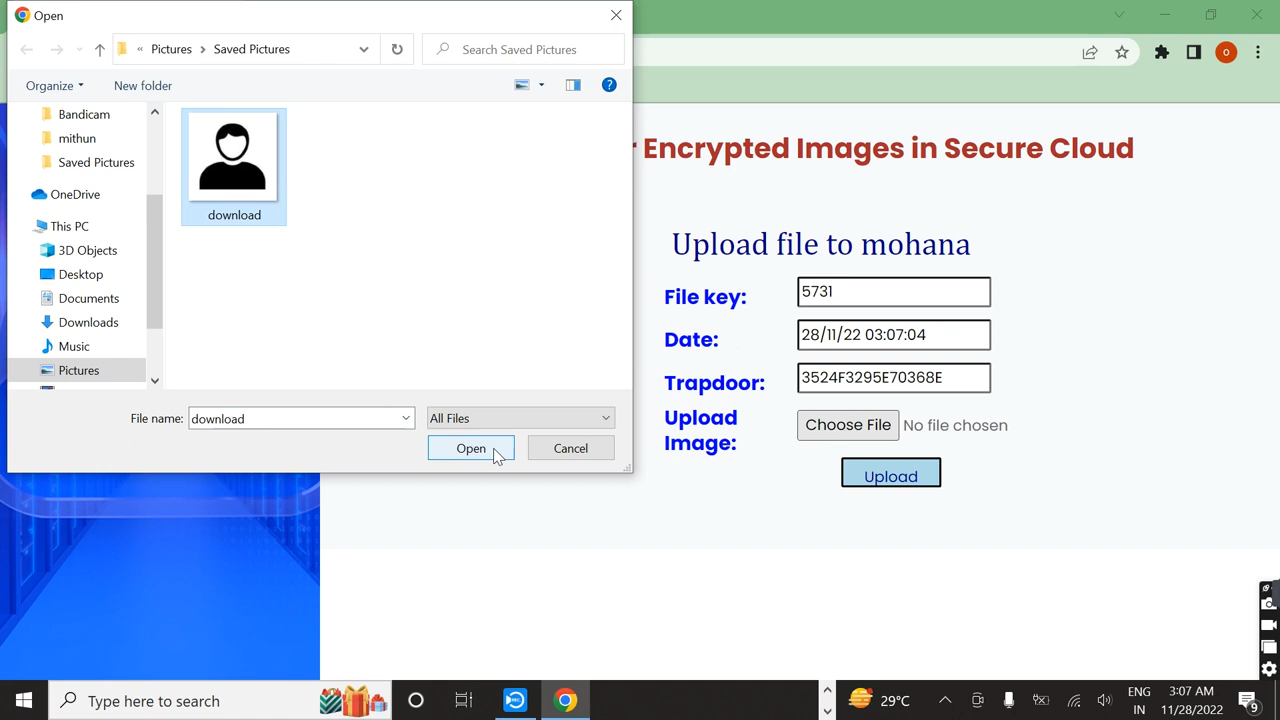 Open
« Pictures > Saved Pictures
Search Saved Pictures
Organize
New folder
Bandicam
mithun
Saved Pictures
OneDrive
This PC
3D Objects
Desktop
Documents
Downloads
Music
Pictures
download
File name: download
All Files
Open
Cancel
Encrypted Images in Secure Cloud
Upload file to mohana
File key: 5731
Date: 28/11/22 03:07:04
Trapdoor: 3524F3295E70368E
Upload
Image:
Choose File No file chosen
Upload
o
Type here to search
29°C
ENG
IN
3:07 AM
11/28/2022
9